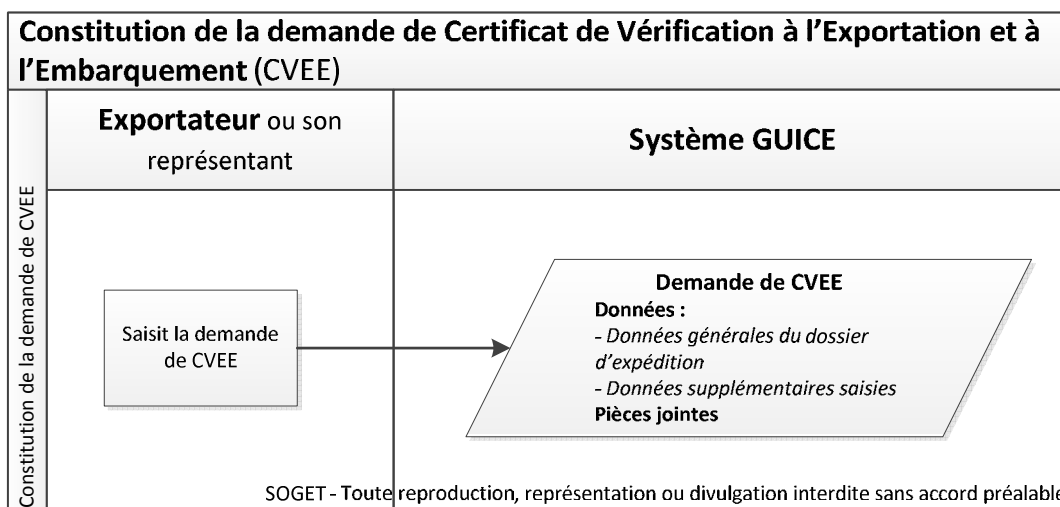 Constitution de la demande de Certificat de Vérification à l'Exportation et à
l'Embarquement (CVEE)
Constitution de la demande de CVEE
Exportateur ou son
représentant
Système GUICE
Saisit la demande
de CVEE
Demande de CVEE
Données :
- Données générales du dossier
d'expédition
- Données supplémentaires saisies
Pièces jointes
SOGET - Toute reproduction, représentation ou divulgation interdite sans accord préalable